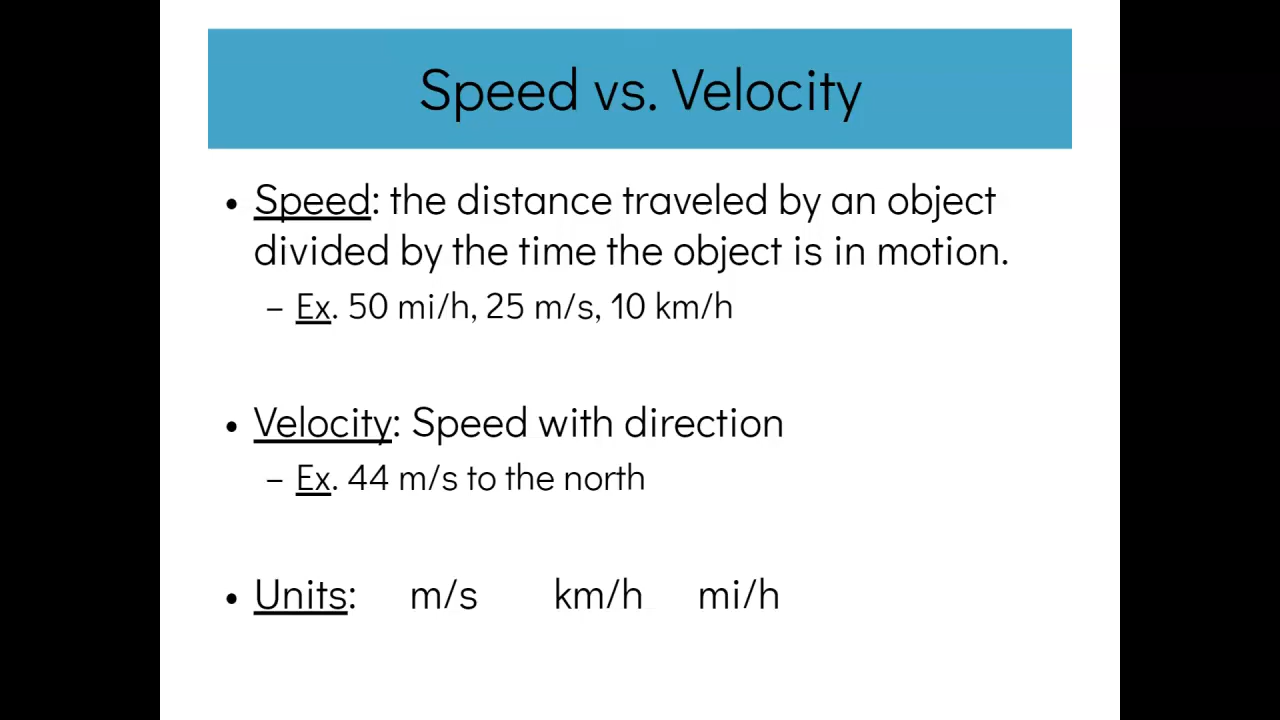 Speed vs. Velocity
• Speed: the distance traveled by an object
divided by the time the object is in motion.
– Ex. 50 mi/h, 25 m/s, 10 km/h
• Velocity: Speed with direction
– Ex. 44 m/s to the north
• Units: m/s km/h mi/h